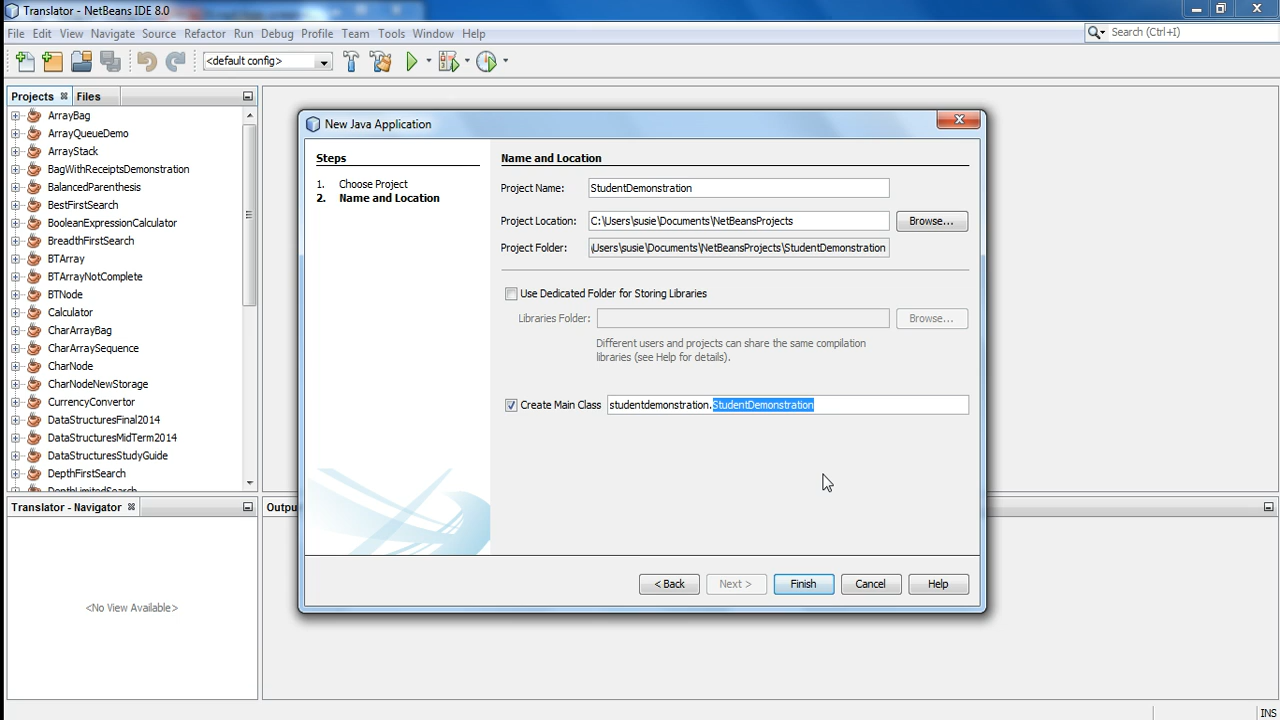 Translator - NetBeans IDE 8.0
File Edit View Navigate Source Refactor Run Debug Profile Team Tools Window Help
Search (Ctrl+I)
<default config>
Projects Files
ArrayBag
ArrayQueueDemo
ArrayStack
BagWithReceiptsDemonstration
BalancedParenthesis
BestFirstSearch
BooleanExpressionCalculator
BreadthFirstSearch
BTArray
BTArrayNotComplete
BTNode
Calculator
CharArrayBag
CharArraySequence
CharNode
CharNodeNewStorage
CurrencyConvertor
DataStructuresFinal2014
DataStructuresMidTerm2014
DataStructuresStudyGuide
DepthFirstSearch
DepthLimitedSearch
Translator - Navigator
<No View Available>
Outpu
New Java Application
Steps
1. Choose Project
2. Name and Location
Name and Location
Project Name: StudentDemonstration
Project Location: C:\Users\susie\Documents\NetBeansProjects Browse...
Project Folder: \Users\susie\Documents\NetBeansProjects\StudentDemonstration
Use Dedicated Folder for Storing Libraries
Libraries Folder: Browse...
Different users and projects can share the same compilation
libraries (see Help for details).
Create Main Class studentdemonstration.StudentDemonstration
< Back Next > Finish Cancel Help
INS